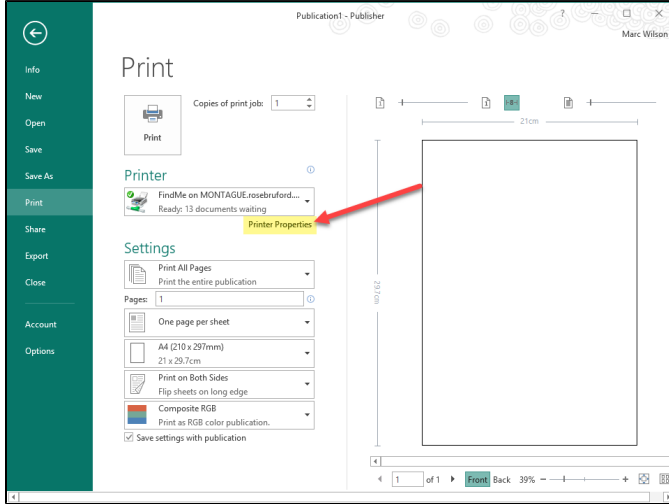 Publication1 - Publisher
?
Marc Wilson
Info
New
Open
Save
Save As
Print
Share
Export
Close
Account
Options
Print
Copies of print job: 1
Print
Printer
FindMe on MONTAGUE.rosebruford....
Ready: 13 documents waiting
Printer Properties
Settings
Print All Pages
Print the entire publication
Pages: 1
One page per sheet
A4 (210 x 297mm)
21 x 29.7cm
Print on Both Sides
Flip sheets on long edge
Composite RGB
Print as RGB color publication.
Save settings with publication
21cm
29.7cm
1 of 1 Front Back 39%